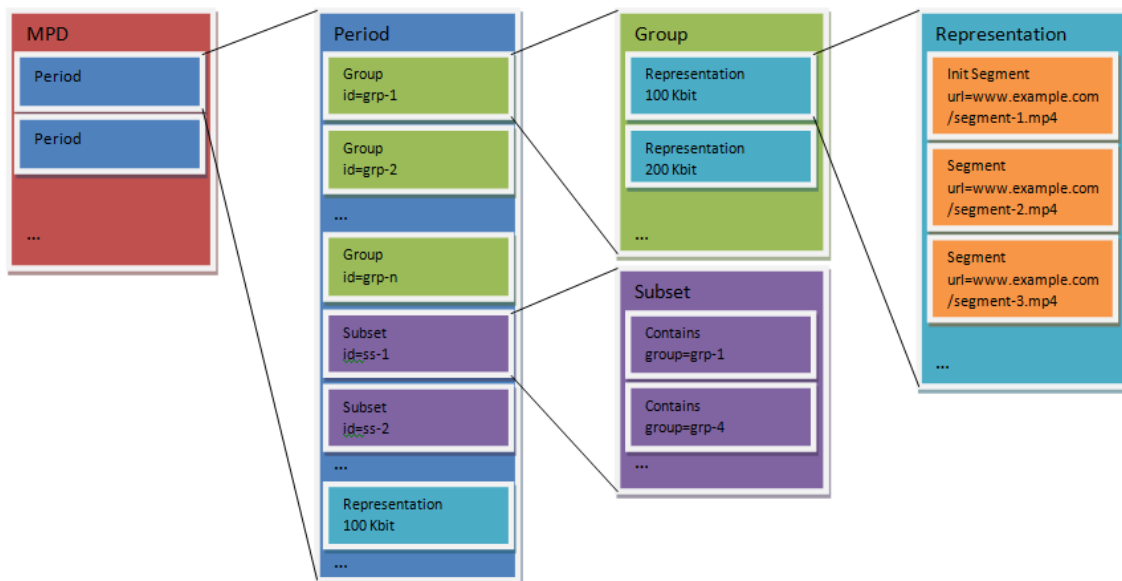 MPD
Period
Period
...
Period
Group
id=grp-1
Group
id=grp-2
...
Group
id=grp-n
Subset
id=ss-1
Subset
id=ss-2
...
Representation
100 Kbit
...
Group
Representation
100 Kbit
Representation
200 Kbit
...
Subset
Contains
group=grp-1
Contains
group=grp-4
...
Representation
Init Segment
url=www.example.com
/segment-1.mp4
Segment
url=www.example.com
/segment-2.mp4
Segment
url=www.example.com
/segment-3.mp4
...